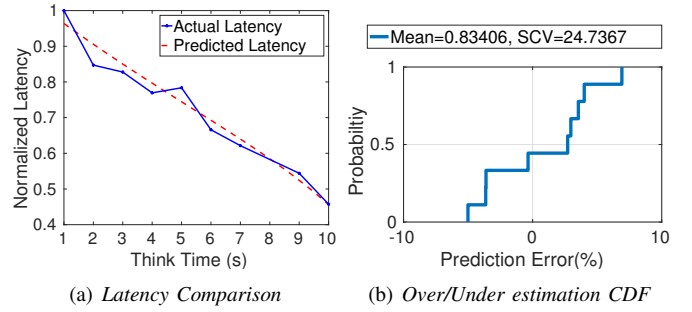 Actual Latency
Predicted Latency
Normalized Latency
1
0.9
0.8
0.7
0.6
0.5
0.4
1 2 3 4 5 6 7 8 9 10
Think Time (s)
(a) Latency Comparison
Mean=0.83406, SCV=24.7367
Probabiltiy
1
0.5
0
-10 0 10
Prediction Error(%)
(b) Over/Under estimation CDF